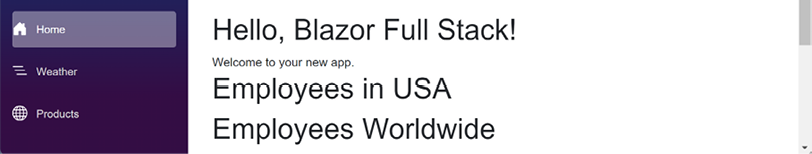 Home
Weather
Products
Hello, Blazor Full Stack!
Welcome to your new app.
Employees in USA
Employees Worldwide